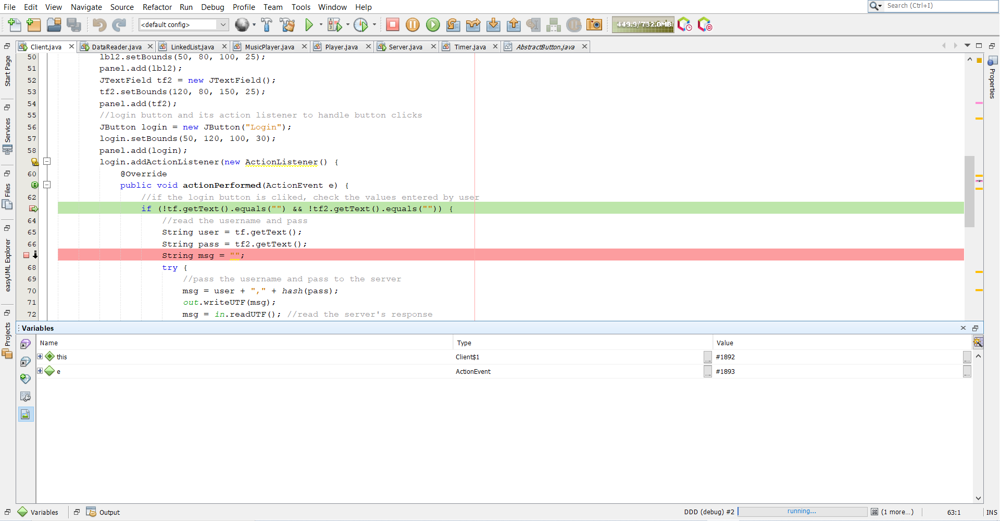 File Edit View Navigate Source Refactor Run Debug Profile Team Tools Window Help
Search (Ctrl+I)
<default config>
449.9/732.0MB
Client.java DataReader.java LinkedList.java MusicPlayer.java Player.java Server.java Timer.java AbstractButton.java
Start Page
Services
Files
easyUML Explorer
Projects
Properties
50 lbl2.setBounds(50, 80, 100, 25);
51 panel.add(lbl2);
52 JTextField tf2 = new JTextField();
53 tf2.setBounds(120, 80, 150, 25);
54 panel.add(tf2);
55 //login button and its action listener to handle button clicks
56 JButton login = new JButton("Login");
57 login.setBounds(50, 120, 100, 30);
58 panel.add(login);
login.addActionListener(new ActionListener() {
60 @Override
public void actionPerformed(ActionEvent e) {
62 //if the login button is cliked, check the values entered by user
if (!tf.getText().equals("") && !tf2.getText().equals("")) {
64 //read the username and pass
65 String user = tf.getText();
66 String pass = tf2.getText();
String msg = "";
68 try {
69 //pass the username and pass to the server
70 msg = user + "," + hash(pass);
71 out.writeUTF(msg);
72 msg = in.readUTF(); //read the server's response
Variables
Name Type Value
this Client$1 ... #1892 ...
e ActionEvent ... #1893 ...
Variables Output DDD (debug) #2 running... (1 more...) 63:1 INS